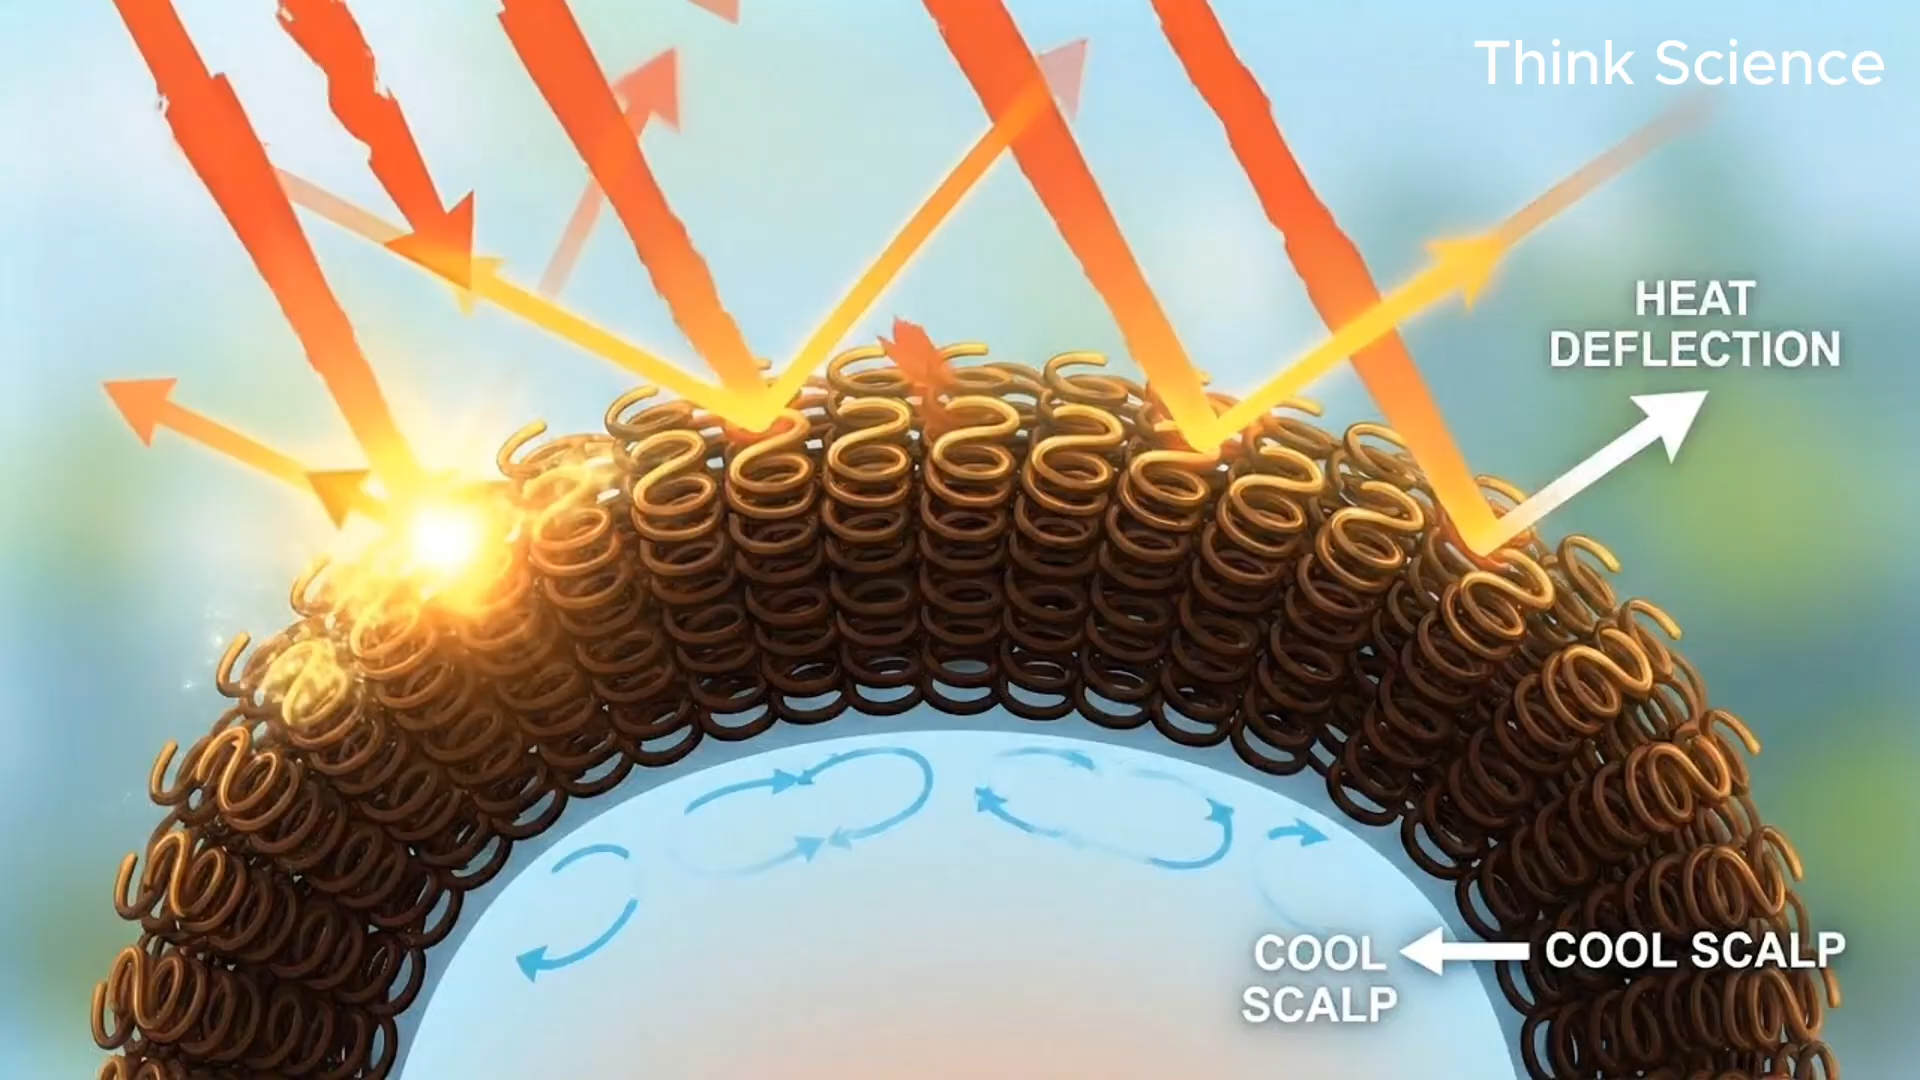 Think Science
HEAT
DEFLECTION
COOL
SCALP
COOL SCALP